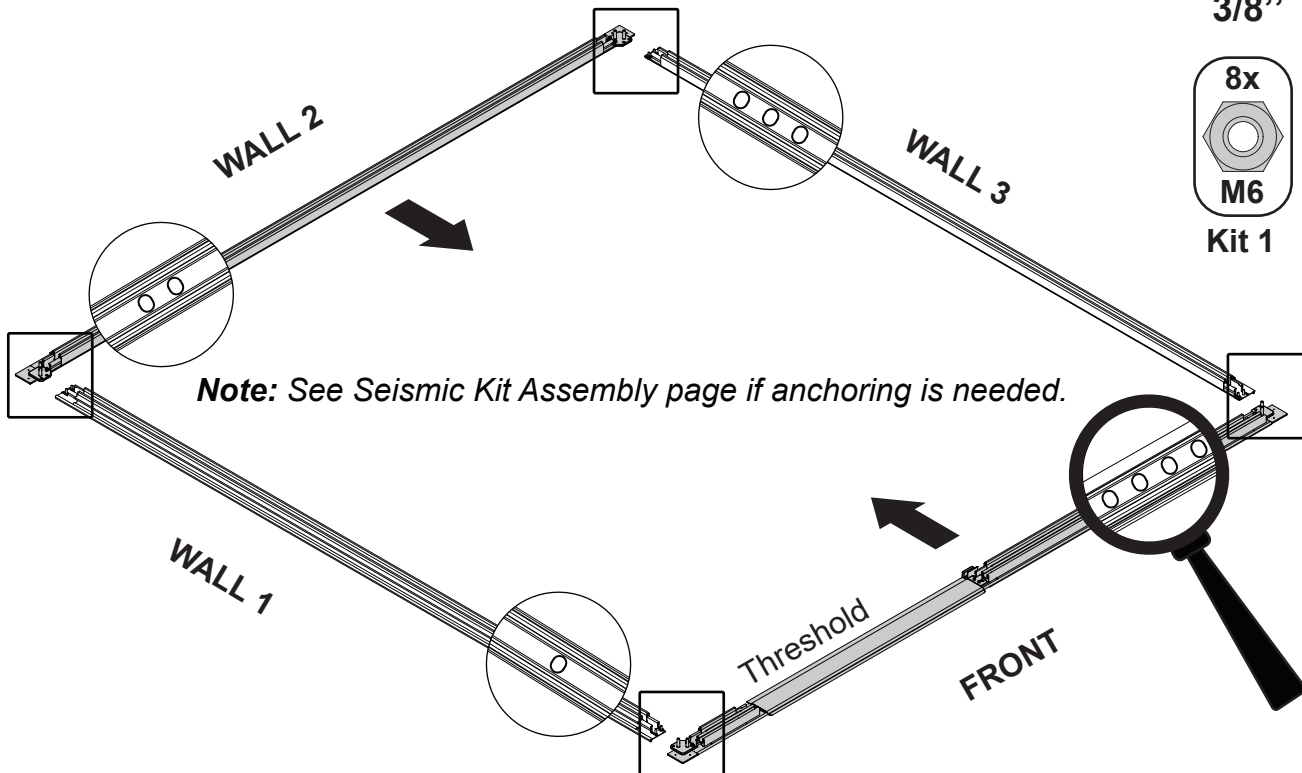 3/8”
8x
M6
Kit 1
WALL 2
WALL 3
Note: See Seismic Kit Assembly page if anchoring is needed.
WALL 1
Threshold
FRONT